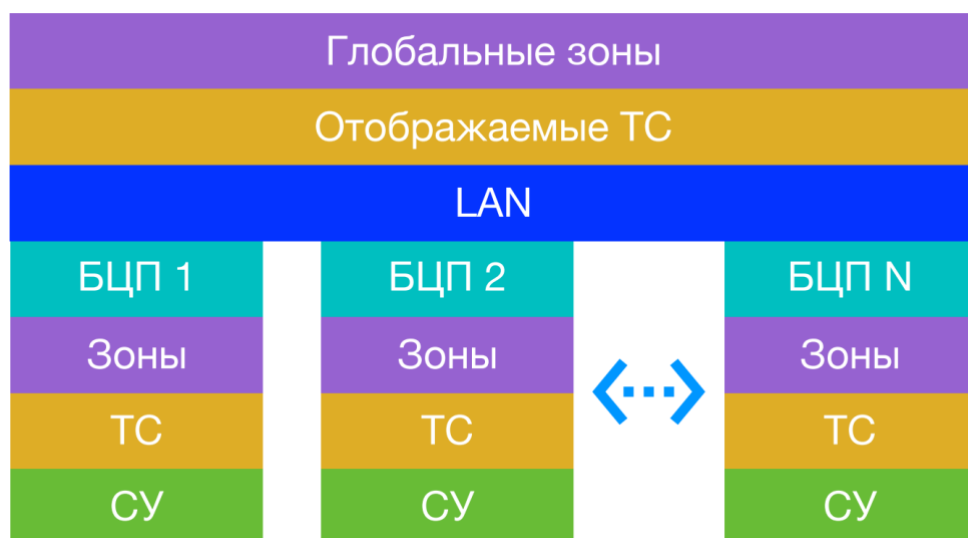 Глобальные зоны
Отображаемые ТС
LAN
БЦП 1
Зоны
ТС
СУ
БЦП 2
Зоны
ТС
СУ
БЦП N
Зоны
ТС
СУ